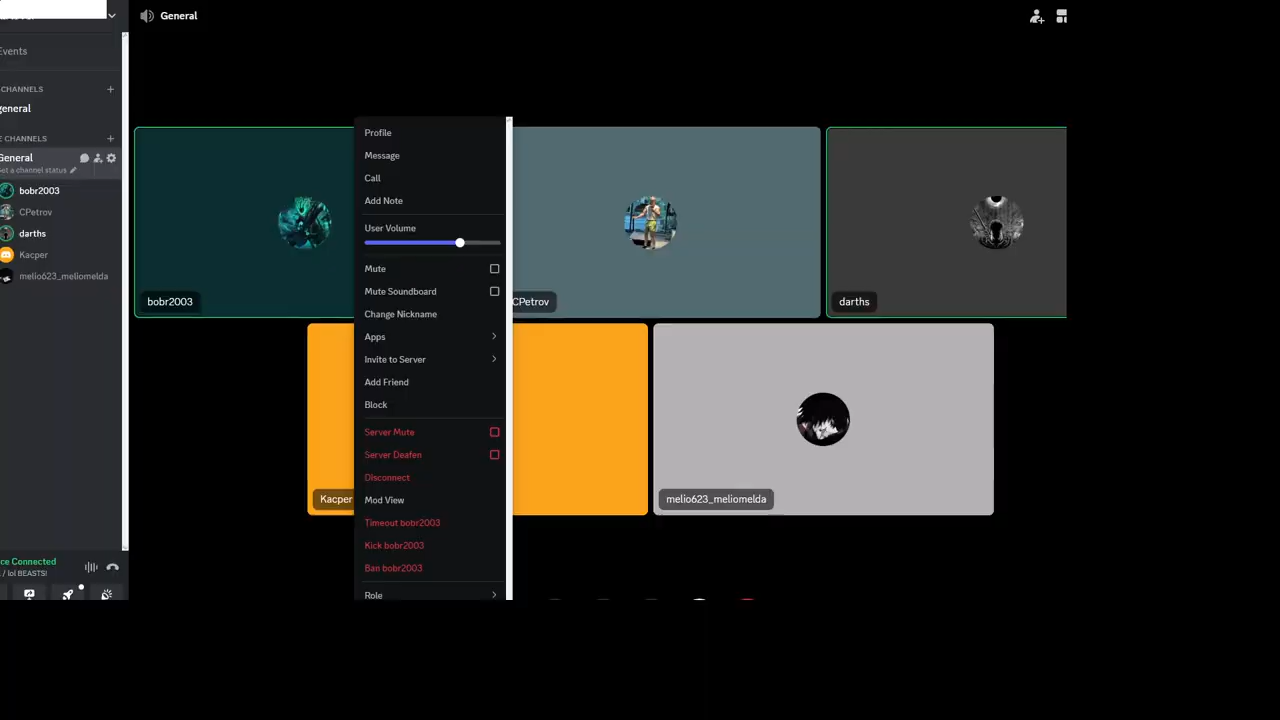 General
Events
CHANNELS
general
E CHANNELS
General
et a channel status
bobr2003
CPetrov
darths
Kacper
melio623_meliomelda
ce Connected
/ lol BEASTS!
bobr2003
CPetrov
darths
Kacper
melio623_meliomelda
Profile
Message
Call
Add Note
User Volume
Mute
Mute Soundboard
Change Nickname
Apps
Invite to Server
Add Friend
Block
Server Mute
Server Deafen
Disconnect
Mod View
Timeout bobr2003
Kick bobr2003
Ban bobr2003
Role